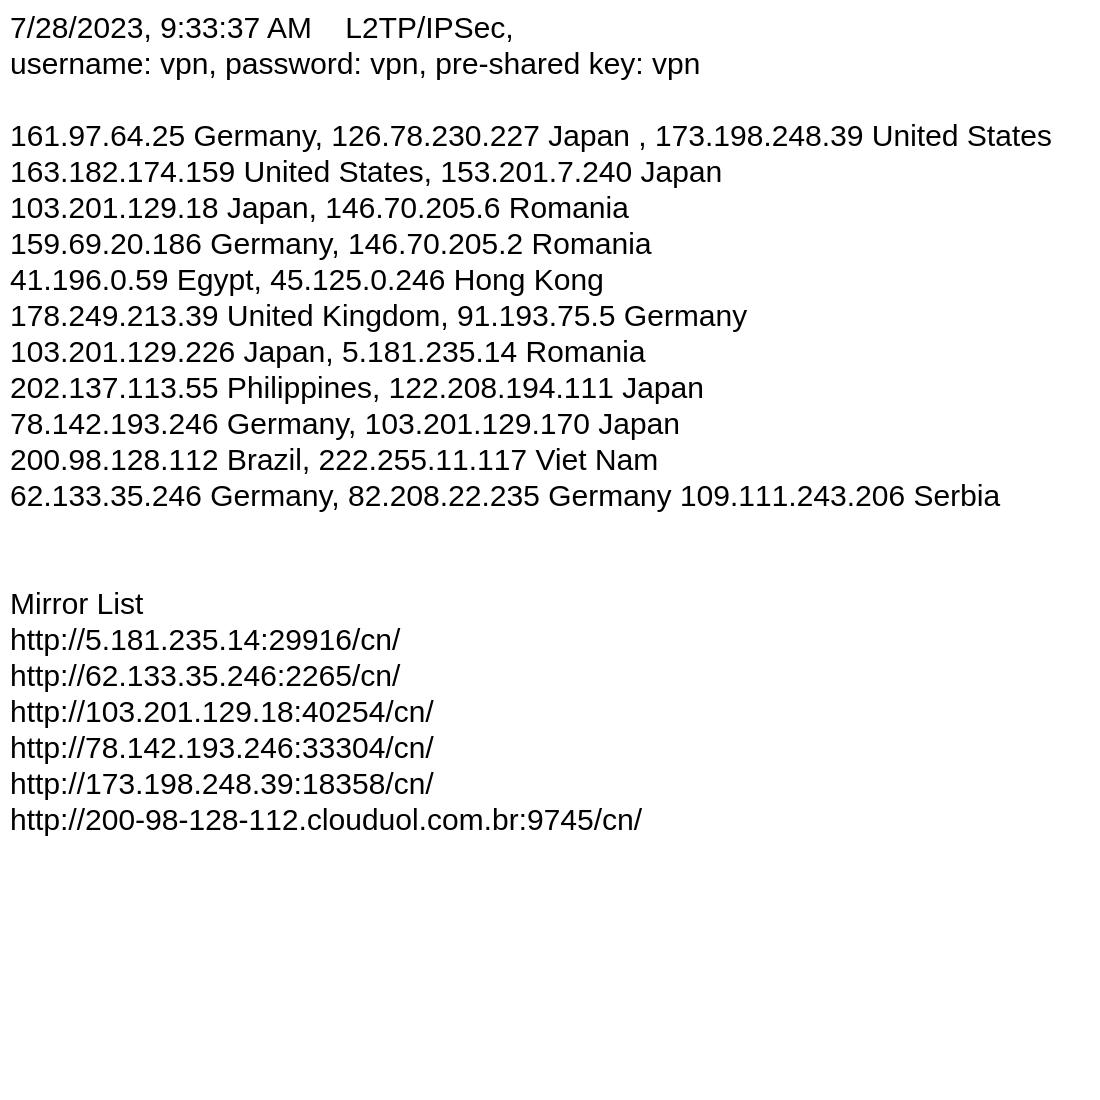 7/28/2023, 9:33:37 AM    L2TP/IPSec,
username: vpn, password: vpn, pre-shared key: vpn
161.97.64.25 Germany, 126.78.230.227 Japan , 173.198.248.39 United States
163.182.174.159 United States, 153.201.7.240 Japan
103.201.129.18 Japan, 146.70.205.6 Romania
159.69.20.186 Germany, 146.70.205.2 Romania
41.196.0.59 Egypt, 45.125.0.246 Hong Kong
178.249.213.39 United Kingdom, 91.193.75.5 Germany
103.201.129.226 Japan, 5.181.235.14 Romania
202.137.113.55 Philippines, 122.208.194.111 Japan
78.142.193.246 Germany, 103.201.129.170 Japan
200.98.128.112 Brazil, 222.255.11.117 Viet Nam
62.133.35.246 Germany, 82.208.22.235 Germany 109.111.243.206 Serbia
Mirror List
http://5.181.235.14:29916/cn/
http://62.133.35.246:2265/cn/
http://103.201.129.18:40254/cn/
http://78.142.193.246:33304/cn/
http://173.198.248.39:18358/cn/
http://200-98-128-112.clouduol.com.br:9745/cn/